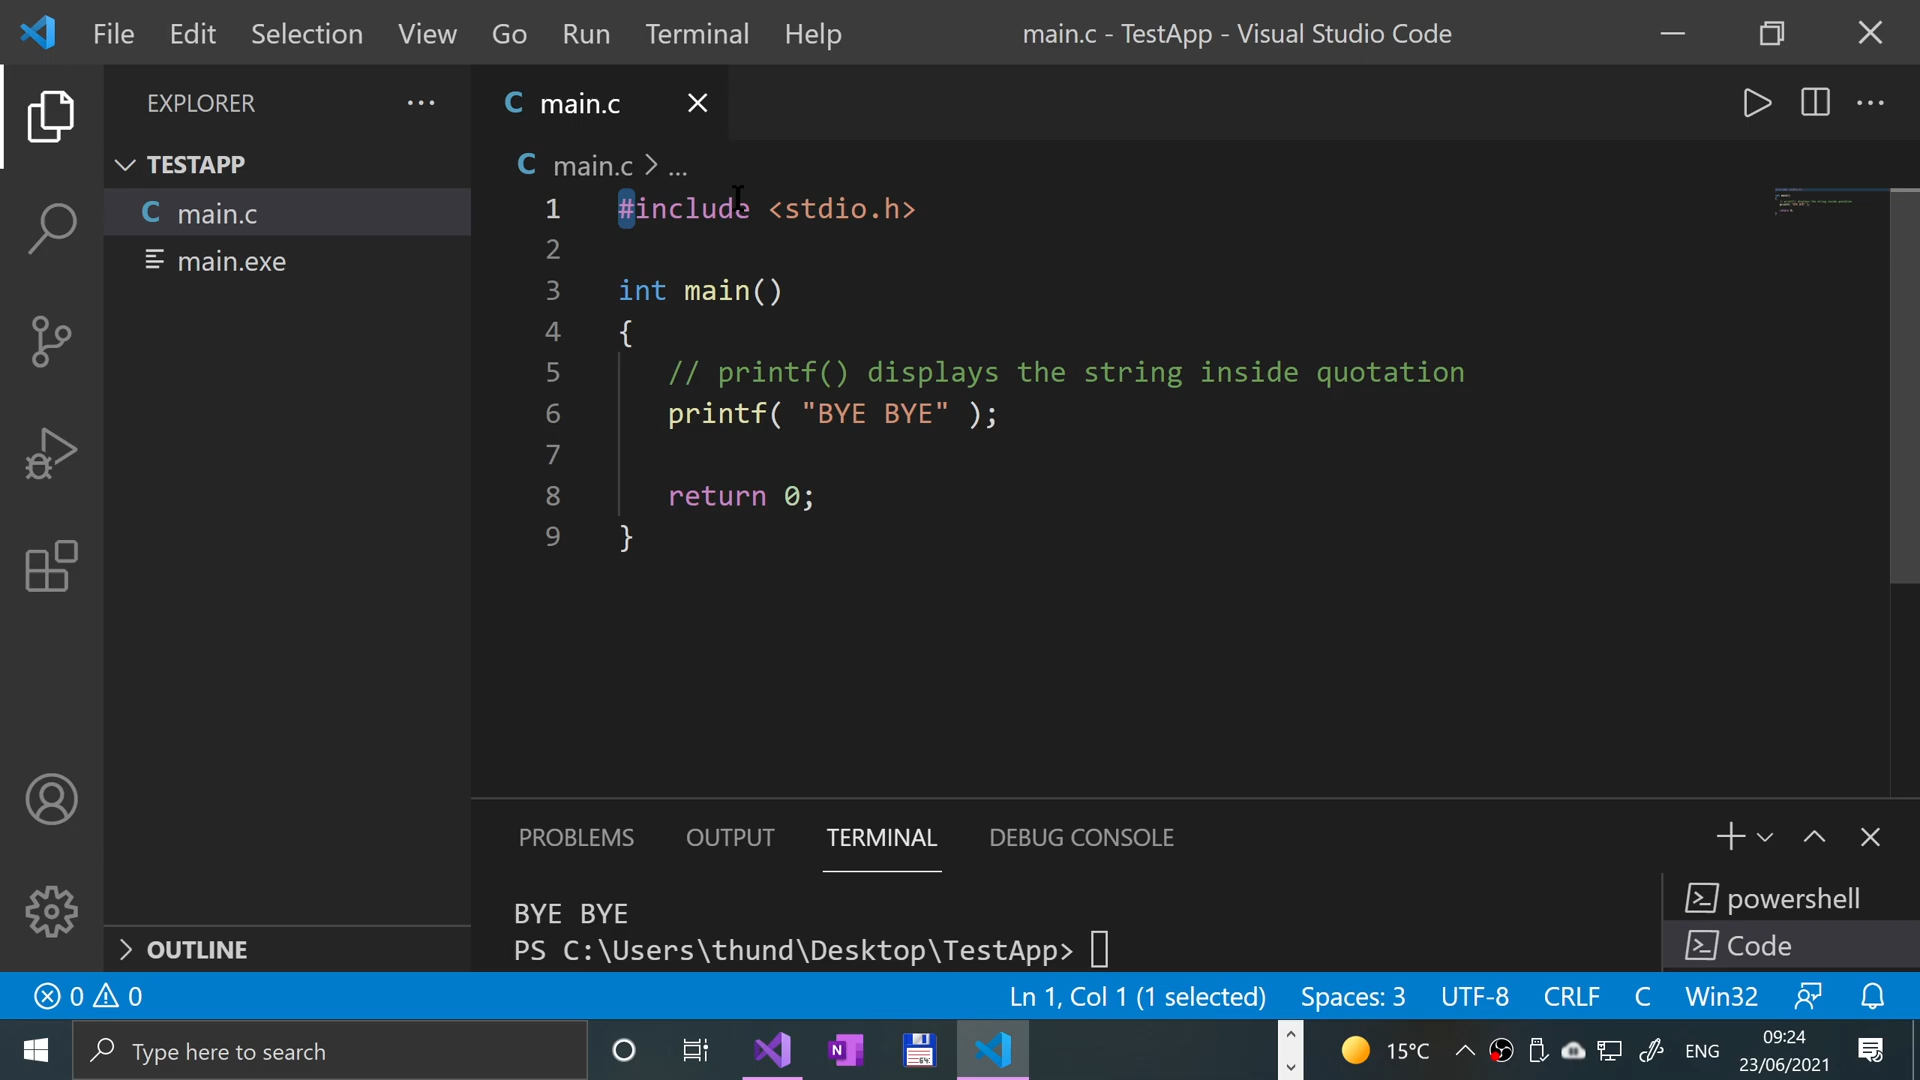 File Edit Selection View Go Run Terminal Help main.c - TestApp - Visual Studio Code
EXPLORER ...
C main.c
TESTAPP
C main.c > ...
C main.c
main.exe
1 #include <stdio.h>
2
3 int main()
4 {
5 // printf() displays the string inside quotation
6 printf( "BYE BYE" );
7
8 return 0;
9 }
OUTLINE
PROBLEMS OUTPUT TERMINAL DEBUG CONSOLE
BYE BYE
PS C:\Users\thund\Desktop\TestApp>
powershell
Code
0 0 Ln 1, Col 1 (1 selected) Spaces: 3 UTF-8 CRLF C Win32
Type here to search
N
64
15°C ENG
09:24
23/06/2021